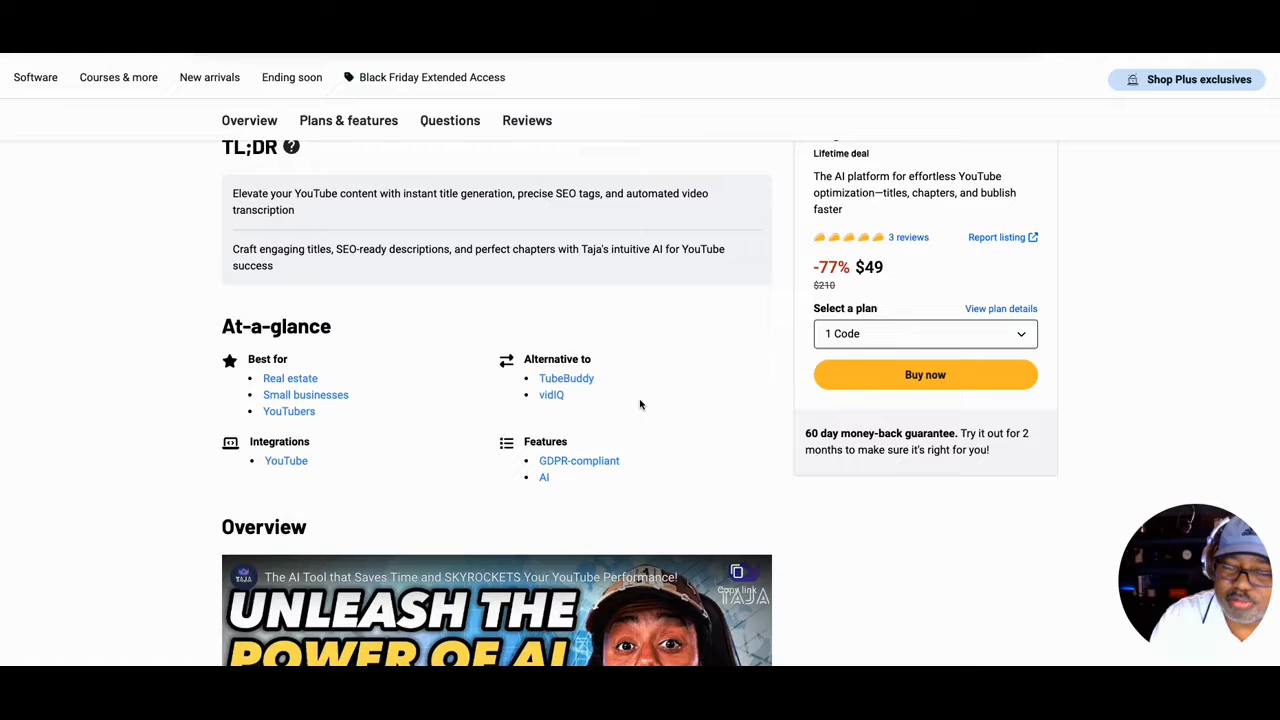 Software Courses & more New arrivals Ending soon Black Friday Extended Access Shop Plus exclusives
Overview Plans & features Questions Reviews
TL;DR ?
Elevate your YouTube content with instant title generation, precise SEO tags, and automated video
transcription
Craft engaging titles, SEO-ready descriptions, and perfect chapters with Taja's intuitive AI for YouTube
success
At-a-glance
Best for
Real estate
Small businesses
YouTubers
Alternative to
TubeBuddy
vidIQ
Integrations
YouTube
Features
GDPR-compliant
AI
Overview
TAJA
The AI Tool that Saves Time and SKYROCKETS Your YouTube Performance!
Copy link
TAJA
UNLEASH THE
POWER OF AI
Lifetime deal
The AI platform for effortless YouTube
optimization—titles, chapters, and bublish
faster
3 reviews Report listing
-77% $49
$210
Select a plan View plan details
1 Code
Buy now
60 day money-back guarantee. Try it out for 2
months to make sure it's right for you!